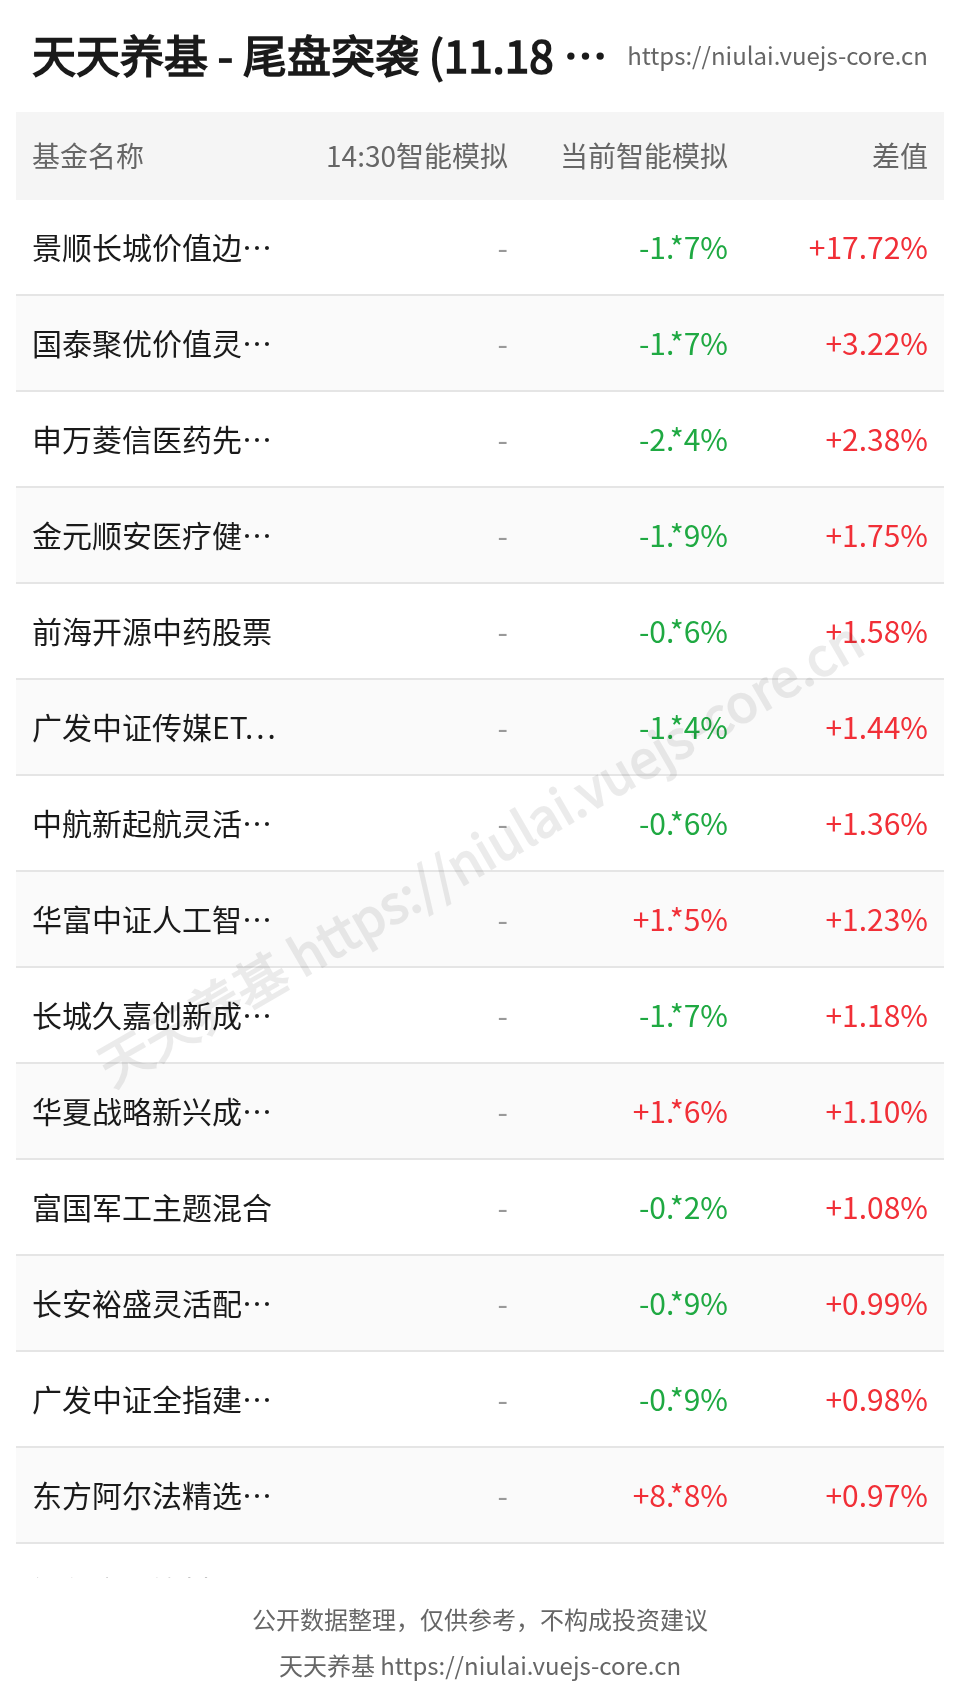 天天养基 - 尾盘突袭 (11.18 … https://niulai.vuejs-core.cn
基金名称 14:30智能模拟 当前智能模拟 差值
景顺长城价值边… - -1.*7% +17.72%
国泰聚优价值灵… - -1.*7% +3.22%
申万菱信医药先… - -2.*4% +2.38%
金元顺安医疗健… - -1.*9% +1.75%
前海开源中药股票 - -0.*6% +1.58%
广发中证传媒ET… - -1.*4% +1.44%
中航新起航灵活… - -0.*6% +1.36%
华富中证人工智… - +1.*5% +1.23%
长城久嘉创新成… - -1.*7% +1.18%
华夏战略新兴成… - +1.*6% +1.10%
富国军工主题混合 - -0.*2% +1.08%
长安裕盛灵活配… - -0.*9% +0.99%
广发中证全指建… - -0.*9% +0.98%
东方阿尔法精选… - +8.*8% +0.97%
天天养基 https://niulai.vuejs-core.cn
公开数据整理，仅供参考，不构成投资建议
天天养基 https://niulai.vuejs-core.cn